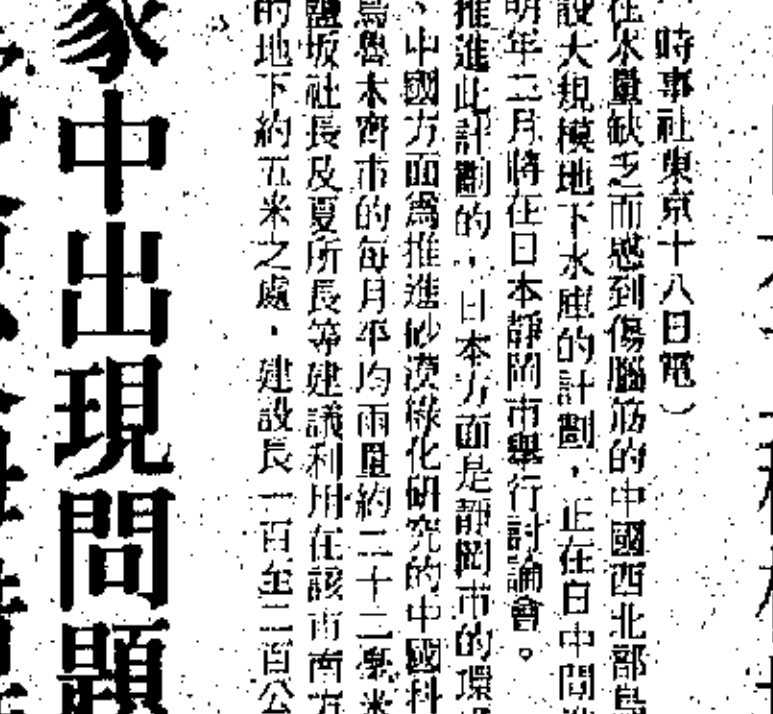 時事社東京十八日電）
在水量缺乏而感到傷腦筋的中國西北部烏
設大規模地下水庫的計劃，正在日中間
明年二月將在日本靜岡市舉行討論會。
推進此計劃的，日本方面是靜岡市的環
、中國方面為推進砂漠綠化研究的中國科
烏魯木齊市的每月平均雨量約二十三毫米
鹽坂社長及夏所長等建議利用在該市南方
的地下約五米之處，建設長一百至二百公
家中出現問題